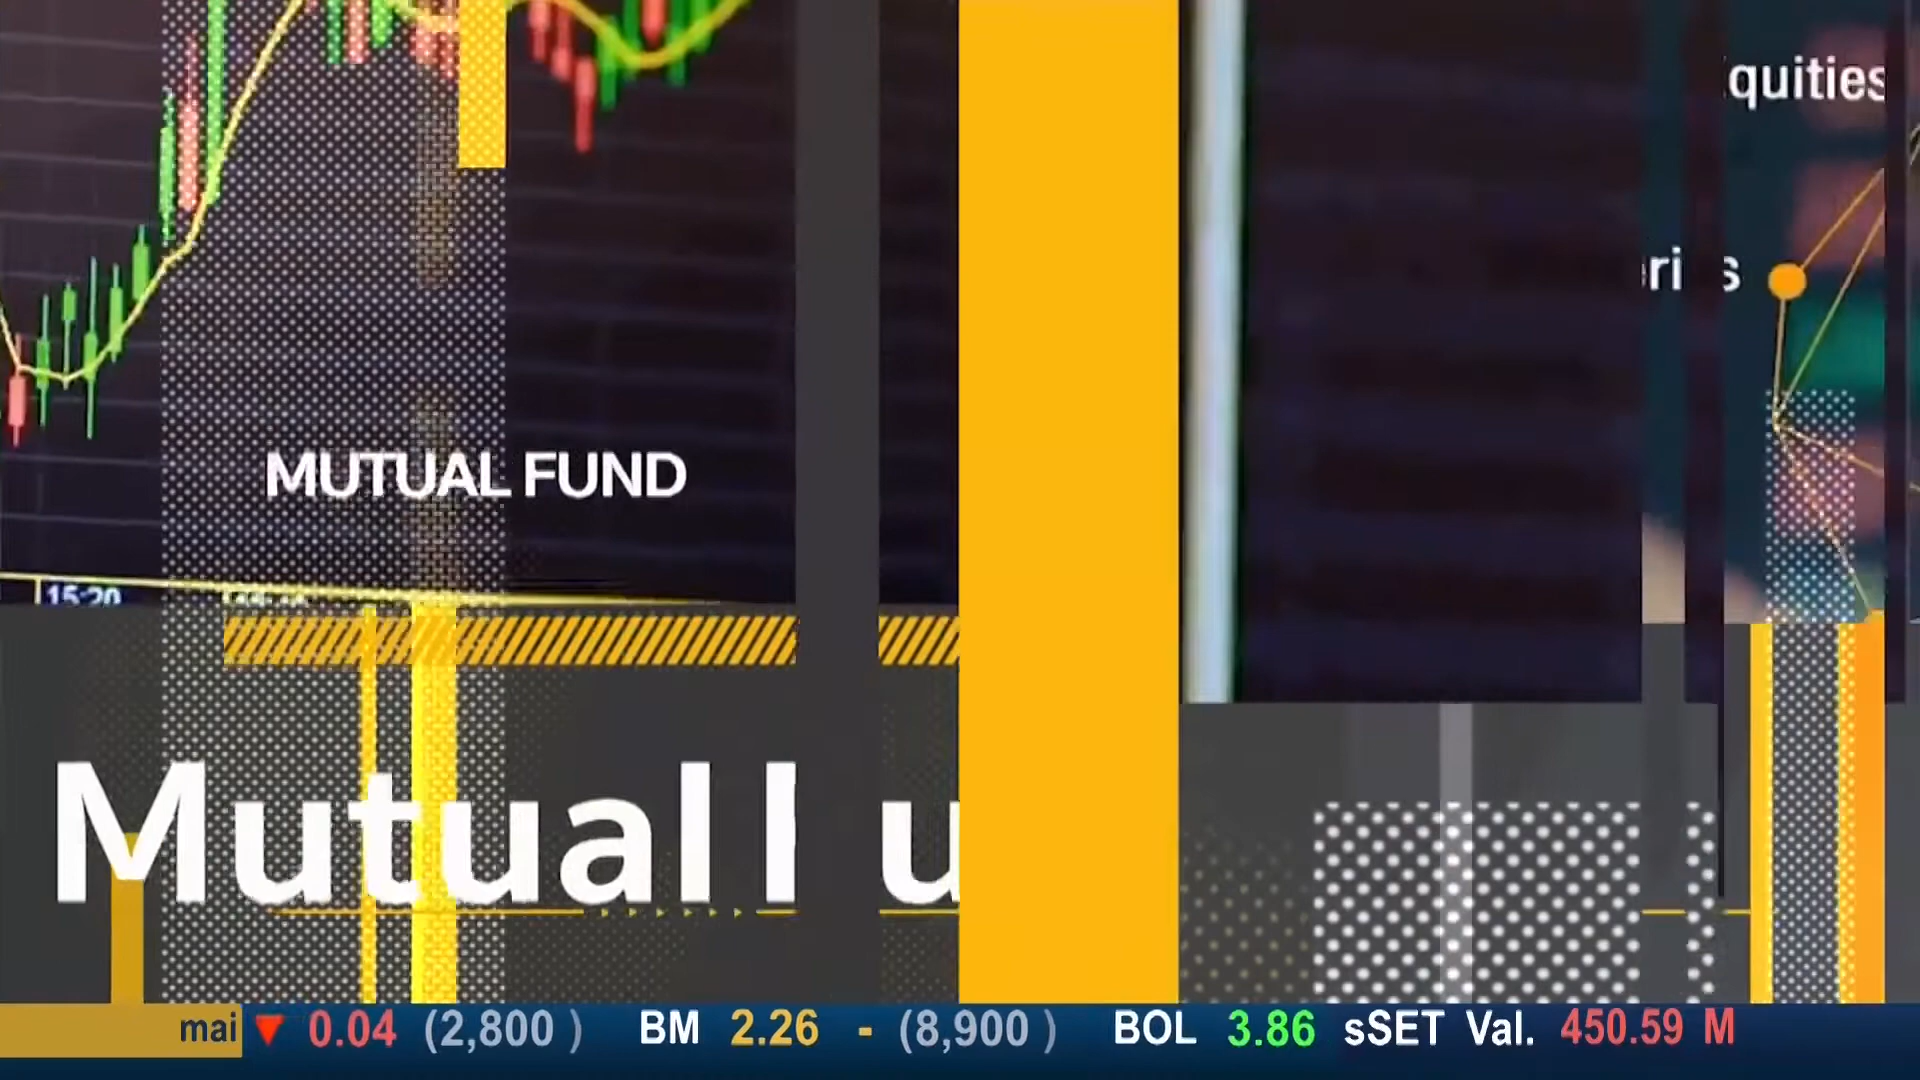 quities
s
MUTUAL FUND
15:20
Mutual
u
mai ▼ 0.04 (2,800 ) BM 2.26 - (8,900 ) BOL 3.86 sSET Val. 450.59 M